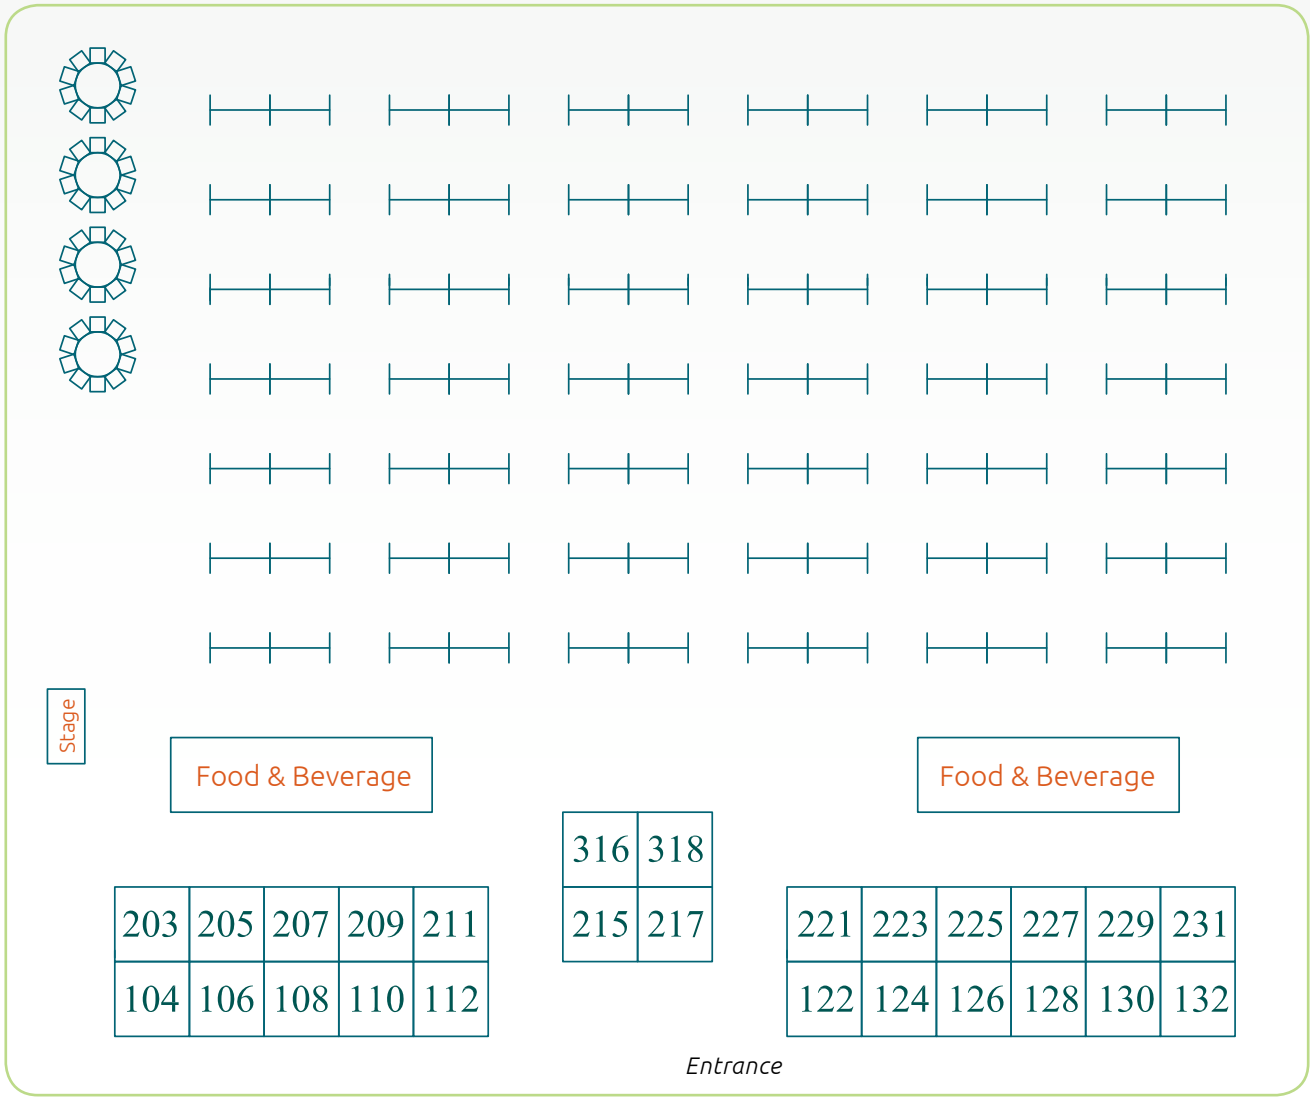 Stage
Food & Beverage
Food & Beverage
316 318
215 217
203 205 207 209 211
104 106 108 110 112
221 223 225 227 229 231
122 124 126 128 130 132
Entrance